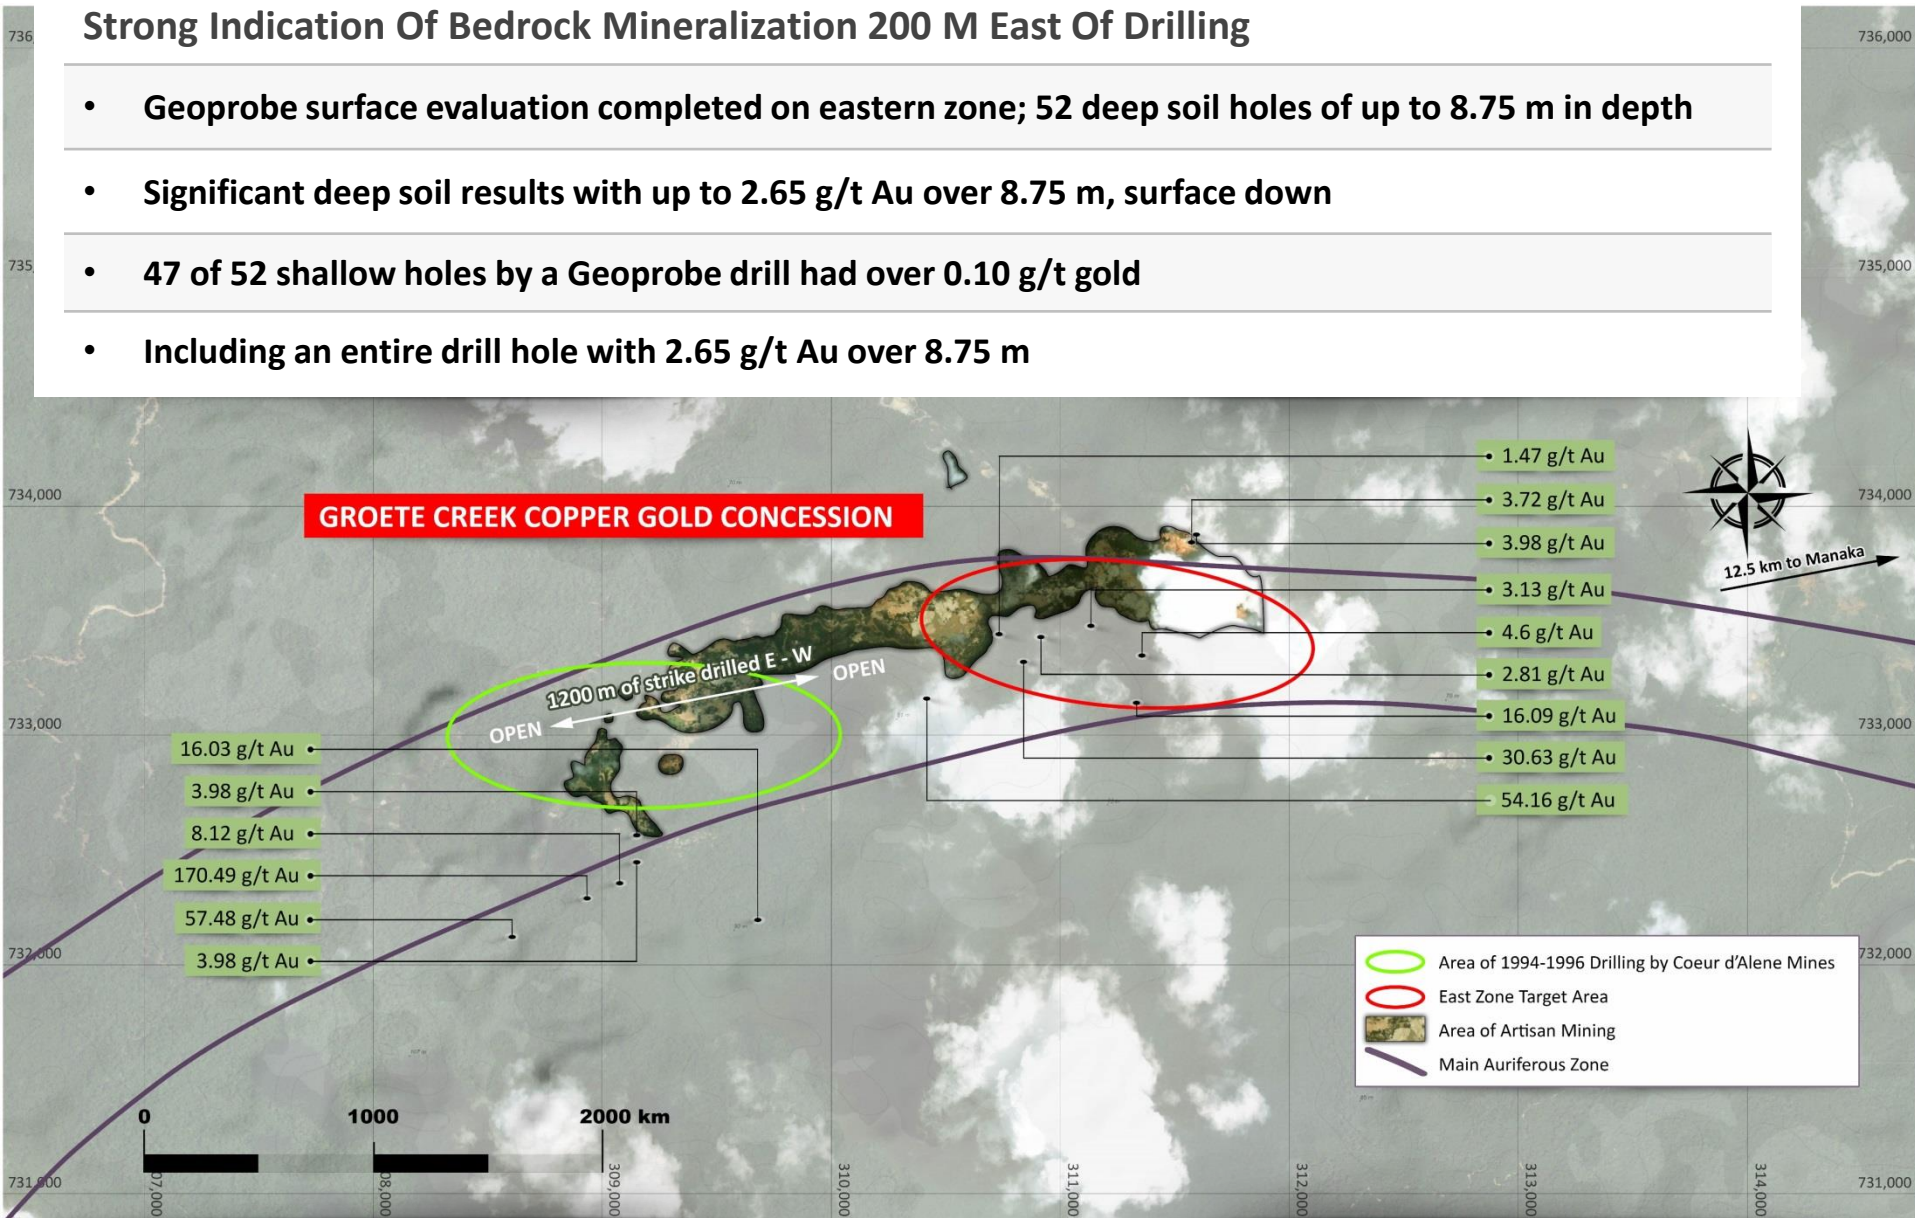 Strong Indication Of Bedrock Mineralization 200 M East Of Drilling
• Geoprobe surface evaluation completed on eastern zone; 52 deep soil holes of up to 8.75 m in depth
• Significant deep soil results with up to 2.65 g/t Au over 8.75 m, surface down
• 47 of 52 shallow holes by a Geoprobe drill had over 0.10 g/t gold
• Including an entire drill hole with 2.65 g/t Au over 8.75 m
736,000
735,000
734,000
734,000
733,000
733,000
732,000
732,000
731,000
GROETE CREEK COPPER GOLD CONCESSION
1.47 g/t Au
3.72 g/t Au
3.98 g/t Au
3.13 g/t Au
4.6 g/t Au
2.81 g/t Au
16.09 g/t Au
30.63 g/t Au
54.16 g/t Au
12.5 km to Manaka
1200 m of strike drilled E - W
OPEN
OPEN
16.03 g/t Au
3.98 g/t Au
8.12 g/t Au
170.49 g/t Au
57.48 g/t Au
3.98 g/t Au
Area of 1994-1996 Drilling by Coeur d'Alene Mines
East Zone Target Area
Area of Artisan Mining
Main Auriferous Zone
0 1000 2000 km
309,000
310,000
311,000
312,000
313,000
314,000